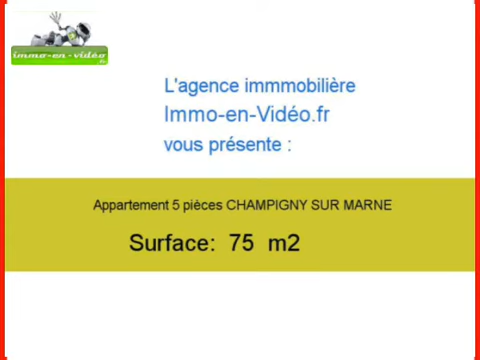 immo-en-vidéo
.fr
L'agence immmobilière
Immo-en-Vidéo.fr
vous présente :
Appartement 5 pièces CHAMPIGNY SUR MARNE
Surface: 75 m2